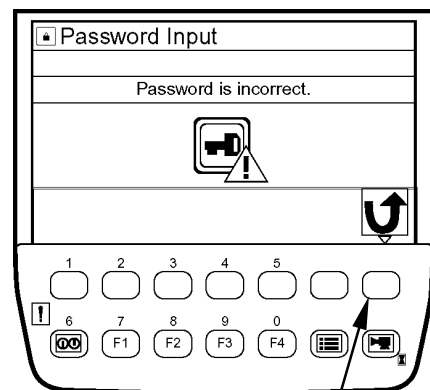 Password Input
Password is incorrect.
1 2 3 4 5
6 7 8 9 0
F1 F2 F3 F4